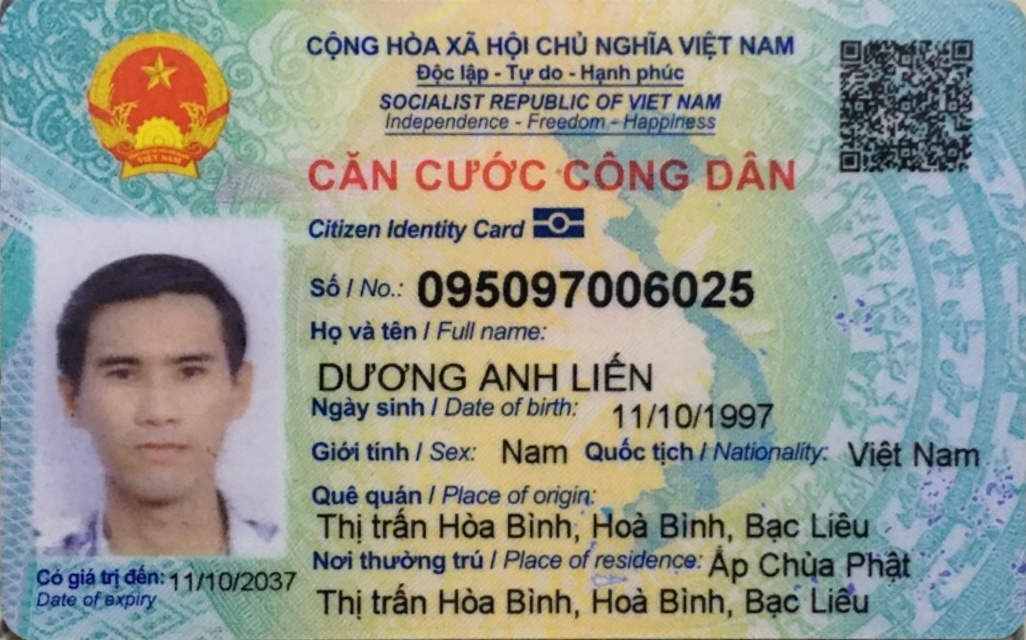 CỘNG HÒA XÃ HỘI CHỦ NGHĨA VIỆT NAM
Độc lập - Tự do - Hạnh phúc
SOCIALIST REPUBLIC OF VIET NAM
Independence - Freedom - Happiness
CĂN CƯỚC CÔNG DÂN
Citizen Identity Card
VIỆT NAM
Số / No.: 095097006025
Họ và tên / Full name:
DƯƠNG ANH LIẾN
Ngày sinh / Date of birth: 11/10/1997
Giới tính / Sex: Nam Quốc tịch / Nationality: Việt Nam
Quê quán / Place of origin:
Thị trấn Hòa Bình, Hoà Bình, Bạc Liêu
Nơi thường trú / Place of residence: Ấp Chùa Phật
Thị trấn Hòa Bình, Hoà Bình, Bạc Liêu
Có giá trị đến: 11/10/2037
Date of expiry